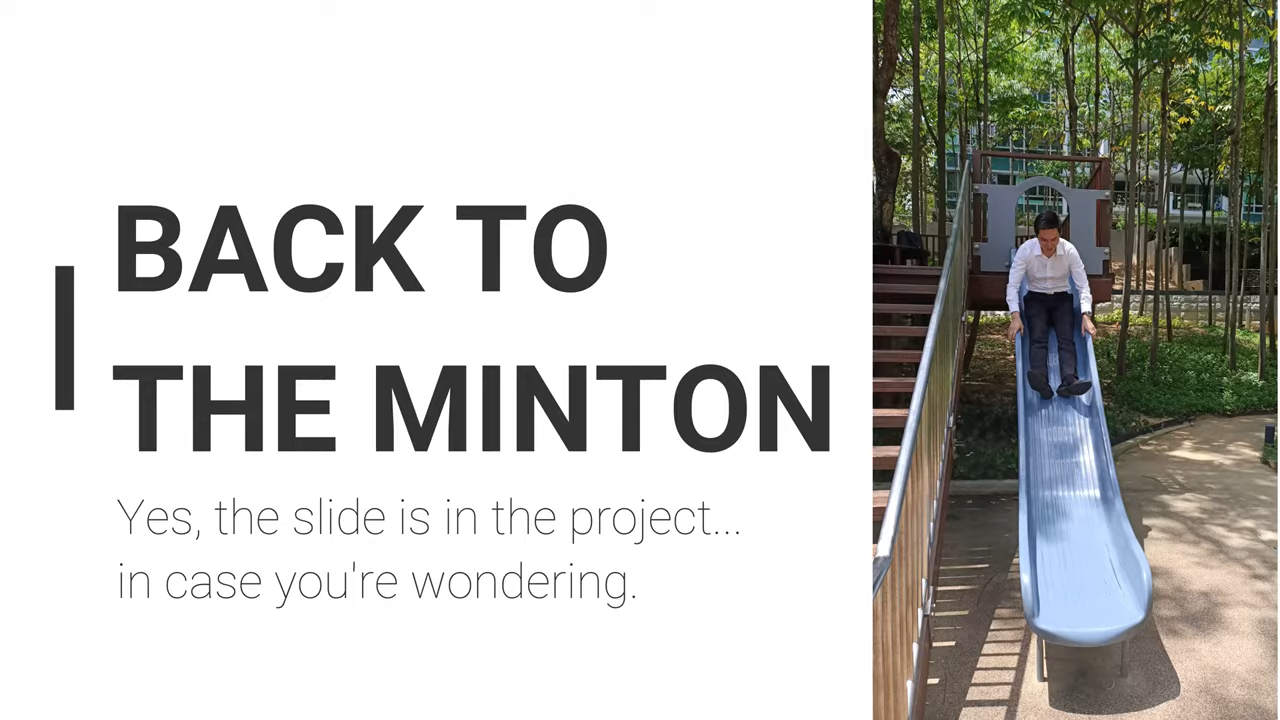 BACK TO
THE MINTON
Yes, the slide is in the project...
in case you're wondering.